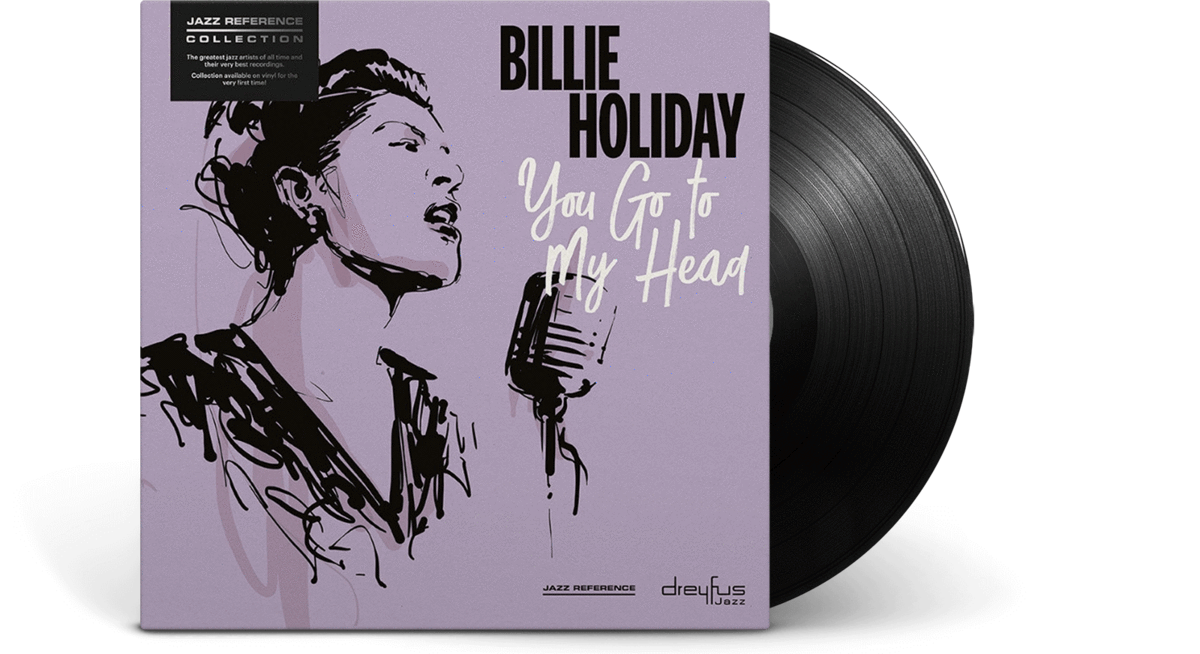 JAZZ REFERENCE
COLLECTION
The greatest jazz artists of all time and
their very best recordings.
Collection available on vinyl for the
very first time!
BILLIE
HOLIDAY
You Go to
My Head
JAZZ REFERENCE
dreyfus
Jazz